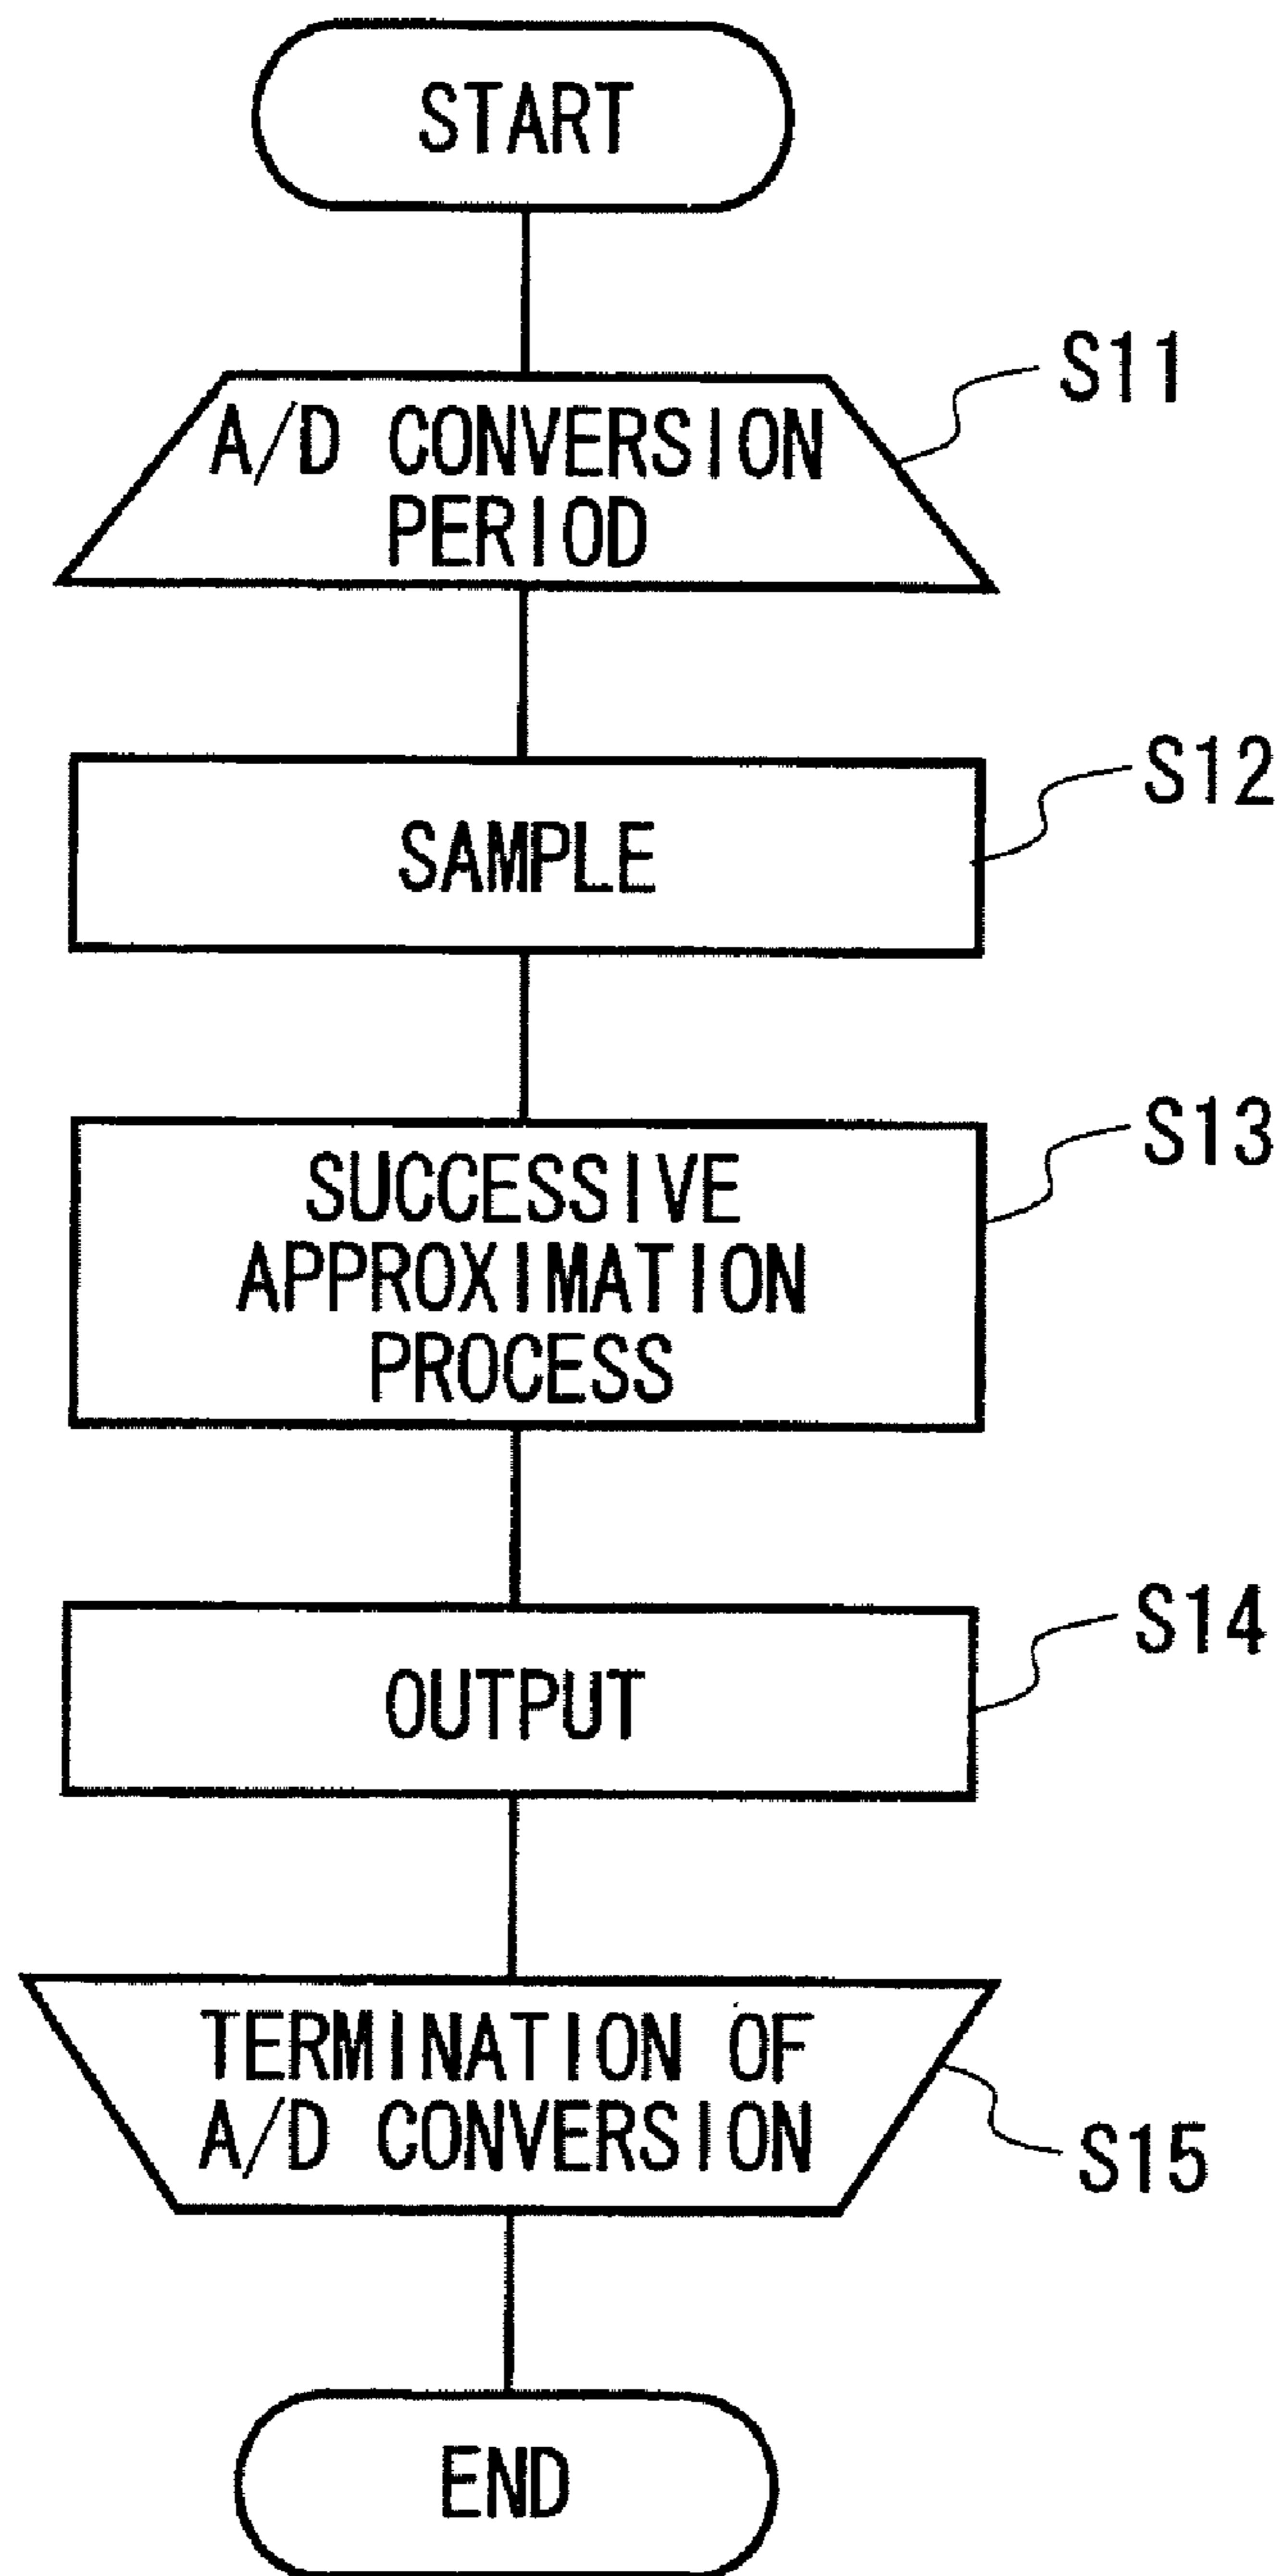 START
A/D CONVERSION
PERIOD
S11
SAMPLE
S12
SUCCESSIVE
APPROXIMATION
PROCESS
S13
OUTPUT
S14
TERMINATION OF
A/D CONVERSION
S15
END